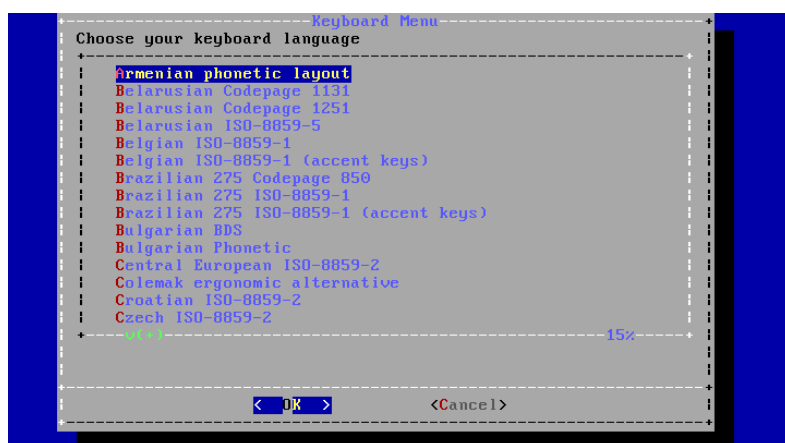 Keyboard Menu
Choose your keyboard language
Armenian phonetic layout
Belarusian Codepage 1131
Belarusian Codepage 1251
Belarusian ISO-8859-5
Belgian ISO-8859-1
Belgian ISO-8859-1 (accent keys)
Brazilian 275 Codepage 850
Brazilian 275 ISO-8859-1
Brazilian 275 ISO-8859-1 (accent keys)
Bulgarian BDS
Bulgarian Phonetic
Central European ISO-8859-2
Colemak ergonomic alternative
Croatian ISO-8859-2
Czech ISO-8859-2
v(+) 15%
< OK > <Cancel>